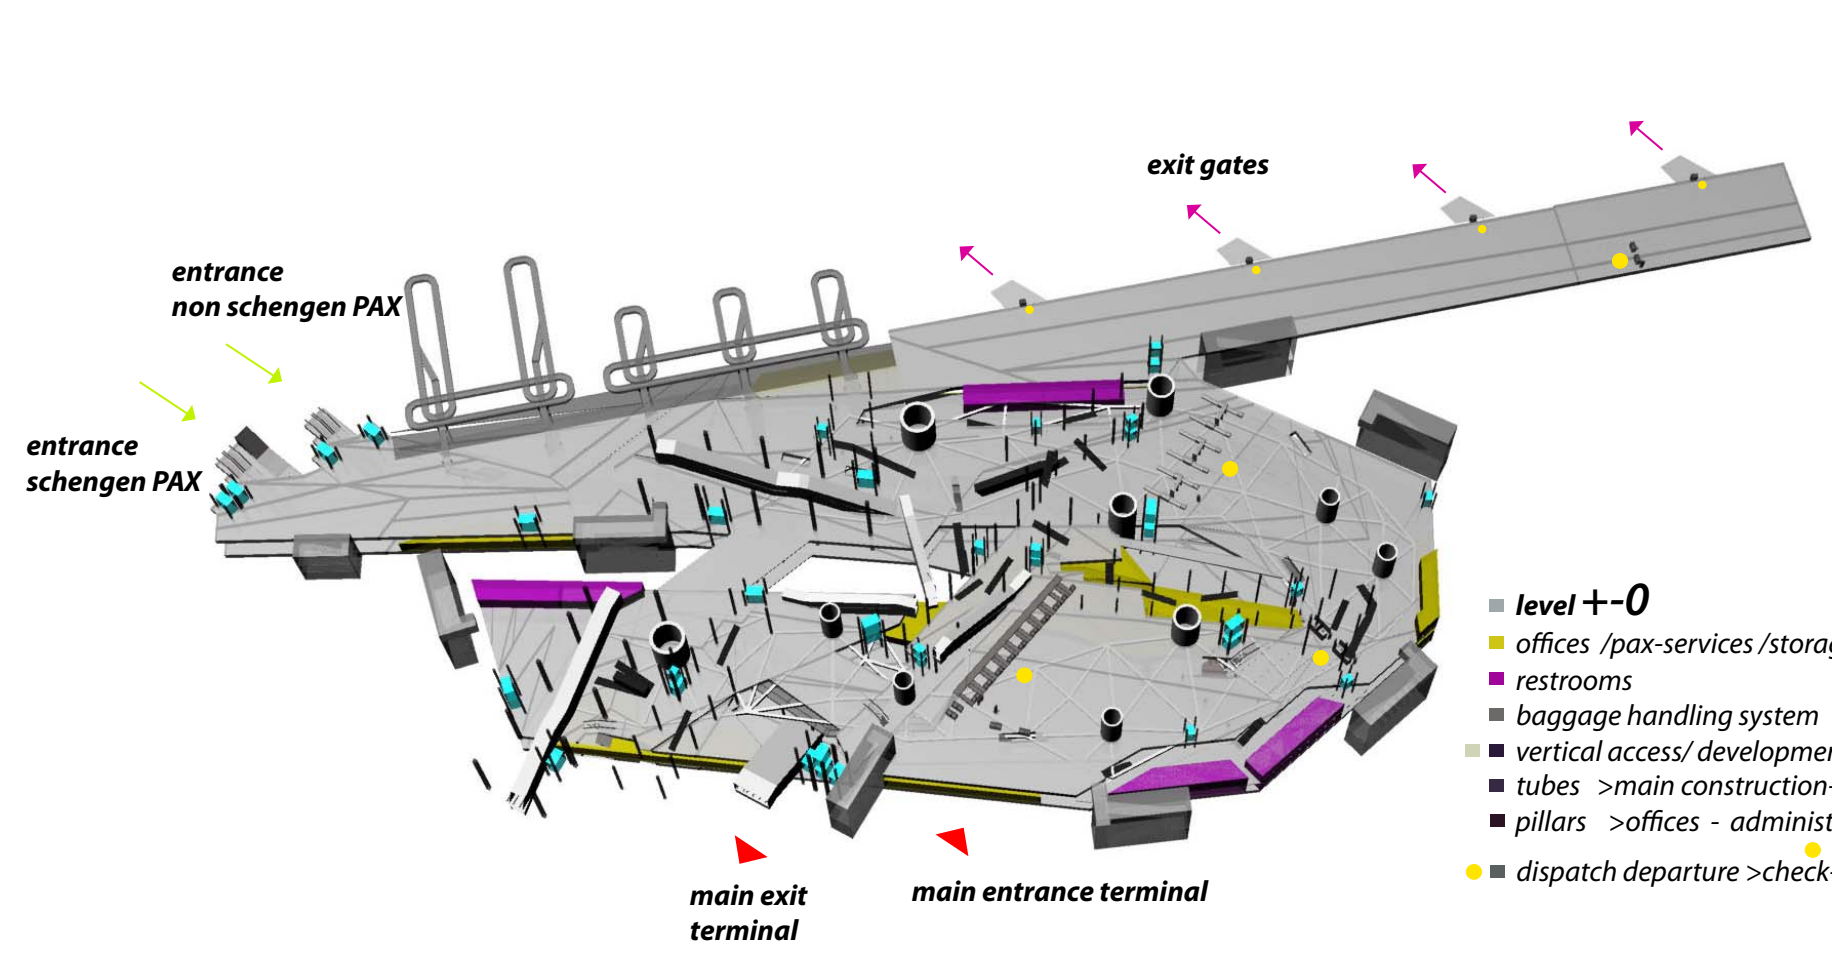 exit gates
entrance
non schengen PAX
entrance
schengen PAX
level +-0
offices /pax-services /storag
restrooms
baggage handling system
vertical access/ developmen
tubes >main construction-
pillars >offices - administ
dispatch departure >check-
main exit
terminal
main entrance terminal